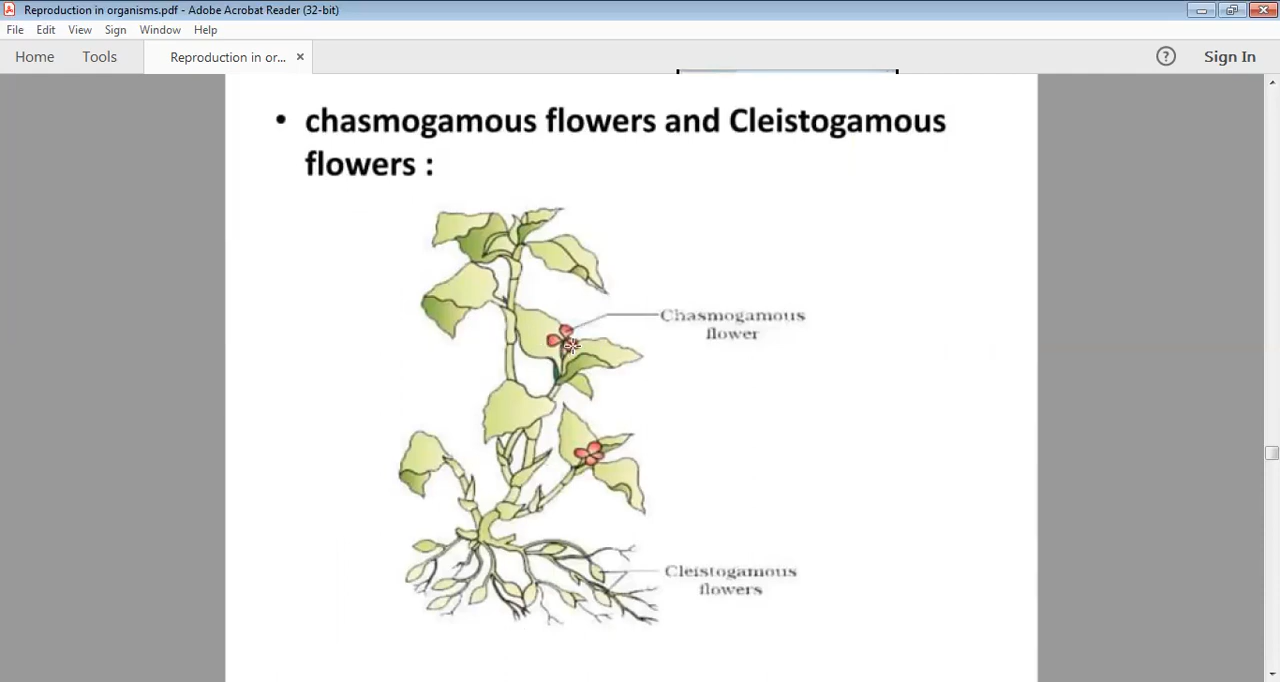 Reproduction in organisms.pdf - Adobe Acrobat Reader (32-bit)
File Edit View Sign Window Help
Home Tools Reproduction in or... × ? Sign In
• chasmogamous flowers and Cleistogamous
flowers :
Chasmogamous
flower
Cleistogamous
flowers